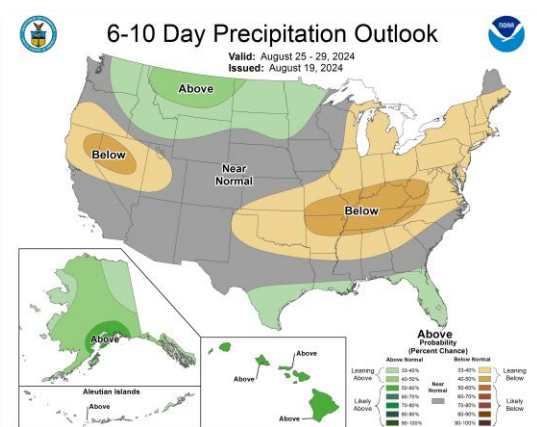 6-10 Day Precipitation Outlook
NOAA
Valid: August 25 - 29, 2024
Issued: August 19, 2024
Above
Below
Near
Normal
Below
Above
Aleutian Islands
Above
Above
Above
Above
Above
Probability
(Percent Chance)
Above Normal
Below Normal
Leaning
Above
33-40%
40-50%
50-60%
60-70%
70-80%
80-90%
90-100%
Likely
Above
Near
Normal
33-40%
40-50%
50-60%
60-70%
70-80%
80-90%
90-100%
Leaning
Below
Likely
Below